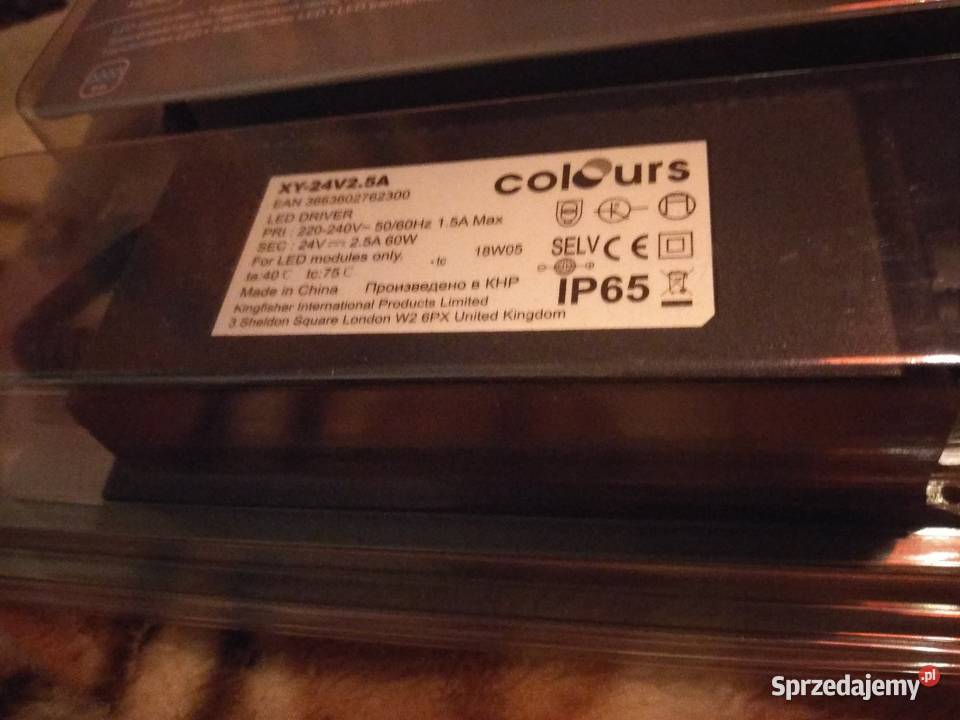 XY-24V2.5A
EAN 3663602762300
LED DRIVER
PRI : 220-240V~ 50/60Hz 1.5A Max
SEC : 24V⎓ 2.5A 60W
For LED modules only.
ta:40℃ tc:75℃
•tc
18W05
Made in China Произведено в КНР
Kingfisher International Products Limited
3 Sheldon Square London W2 6PX United Kingdom
colours
SELV CE
IP65
Sprzedajemy.pl